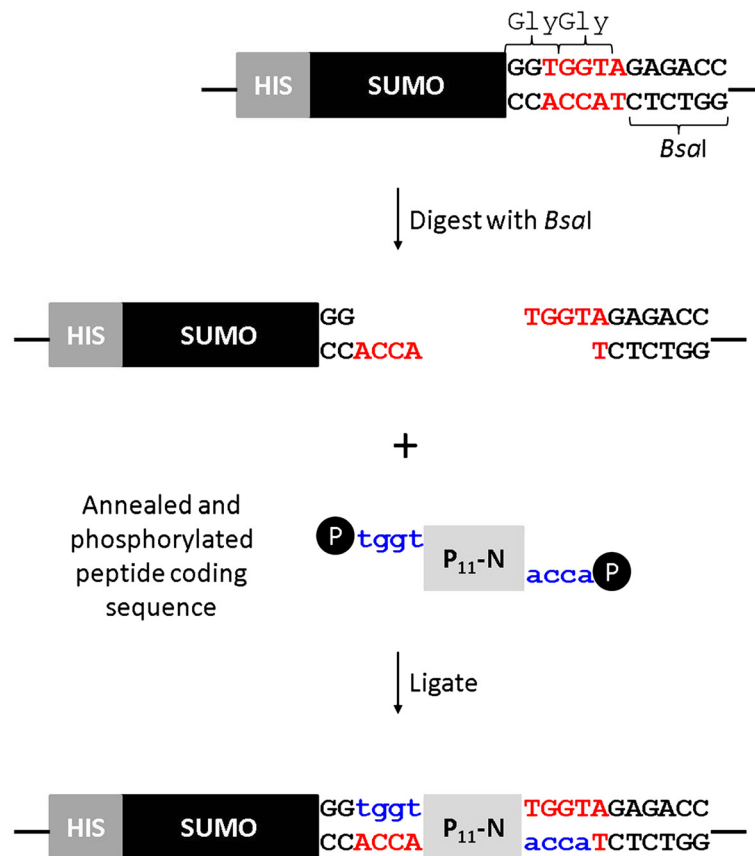 GlyGly
HIS SUMO GGTGGTAGAGACC
CCACCATCTCTGG
BsaI
Digest with BsaI
HIS SUMO GG TGGTAGAGACC
CCACCA TCTCTGG
+
Annealed and
phosphorylated
peptide coding
sequence
P tggt P11-N acca P
Ligate
HIS SUMO GGtggt P11-N TGGTAGAGACC
CCACCA accaTCTCTGG